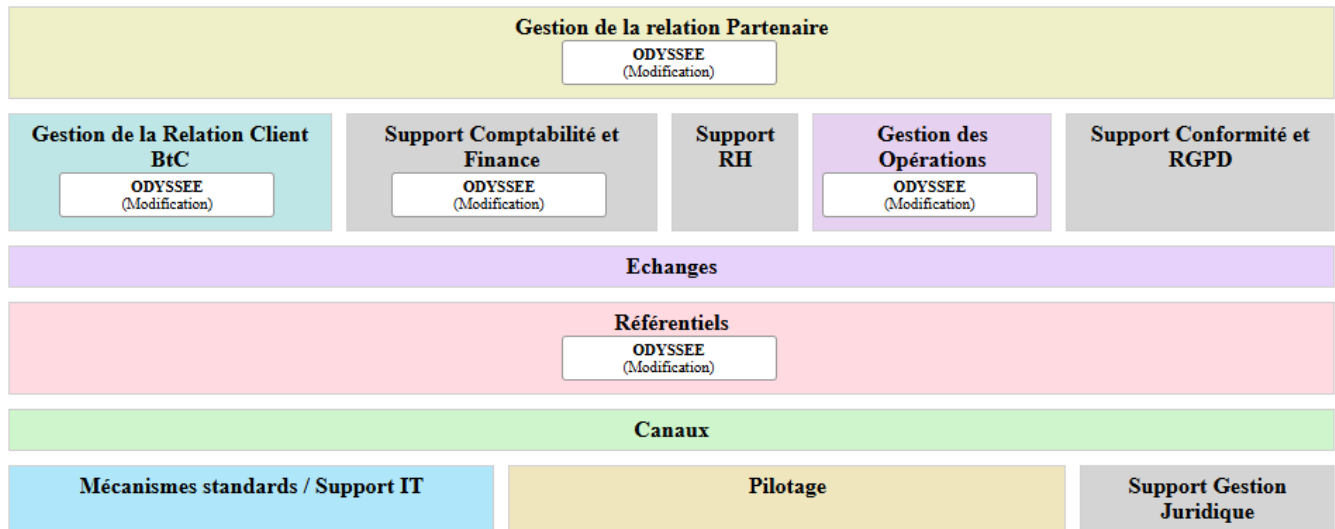 Gestion de la relation Partenaire
ODYSSEE
(Modification)
Gestion de la Relation Client
BtC
ODYSSEE
(Modification)
Support Comptabilité et
Finance
ODYSSEE
(Modification)
Support
RH
Gestion des
Opérations
ODYSSEE
(Modification)
Support Conformité et
RGPD
Echanges
Référentiels
ODYSSEE
(Modification)
Canaux
Mécanismes standards / Support IT
Pilotage
Support Gestion
Juridique